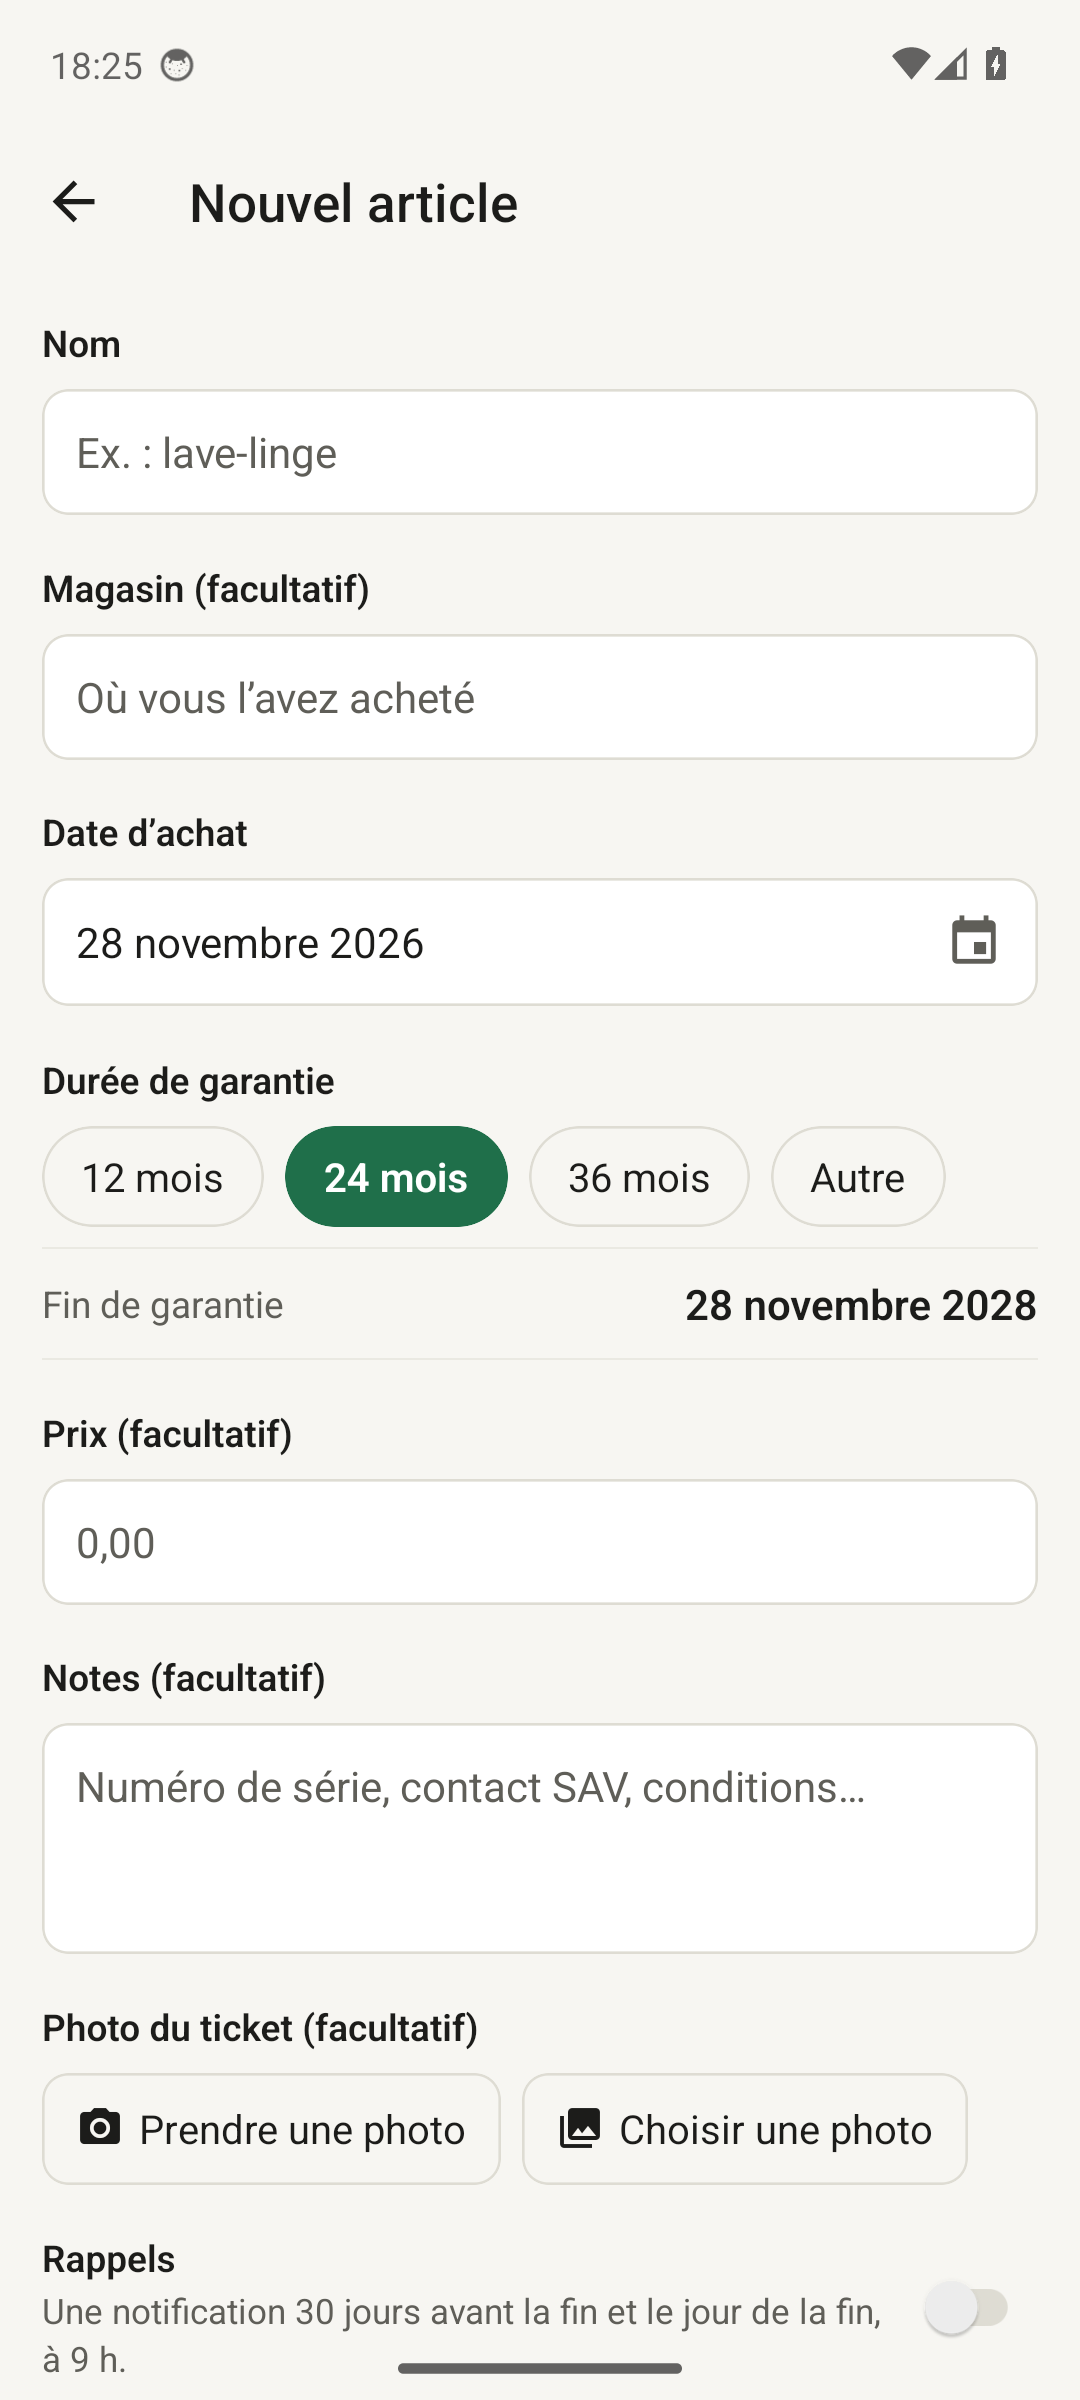 18:25
Nouvel article
Nom
Ex. : lave-linge
Magasin (facultatif)
Où vous l’avez acheté
Date d’achat
28 novembre 2026
Durée de garantie
12 mois
24 mois
36 mois
Autre
Fin de garantie
28 novembre 2028
Prix (facultatif)
0,00
Notes (facultatif)
Numéro de série, contact SAV, conditions…
Photo du ticket (facultatif)
Prendre une photo
Choisir une photo
Rappels
Une notification 30 jours avant la fin et le jour de la fin,
à 9 h.